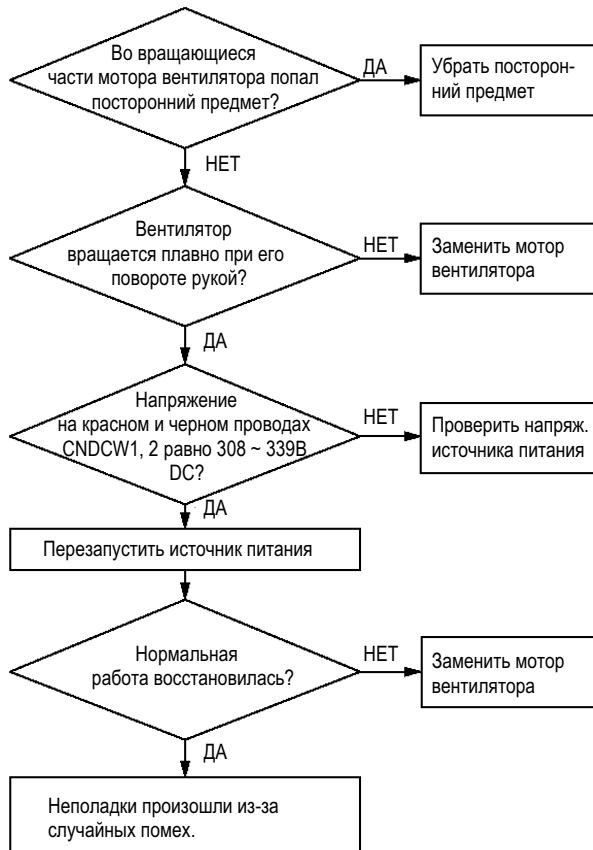 Во вращающиеся
части мотора вентилятора попал
посторонний предмет?
ДА
Убрать посторон-
ний предмет
НЕТ
Вентилятор
вращается плавно при его
повороте рукой?
НЕТ
Заменить мотор
вентилятора
ДА
Напряжение
на красном и черном проводах
CNDCW1, 2 равно 308 ~ 339В
DC?
НЕТ
Проверить напряж.
источника питания
ДА
Перезапустить источник питания
Нормальная
работа восстановилась?
НЕТ
Заменить мотор
вентилятора
ДА
Неполадки произошли из-за
случайных помех.